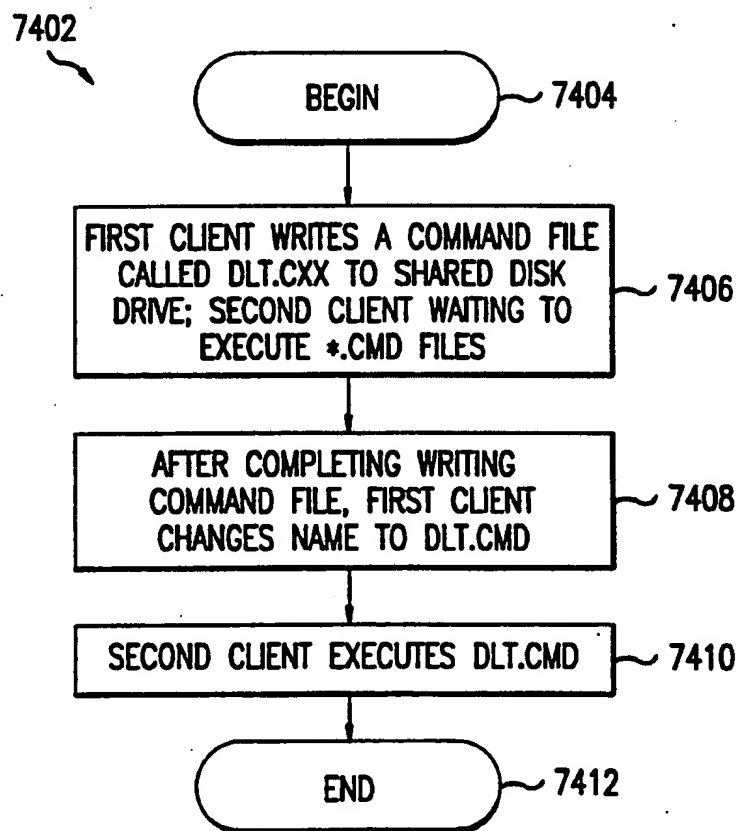 7402
BEGIN
7404
FIRST CLIENT WRITES A COMMAND FILE
CALLED DLT.CXX TO SHARED DISK
DRIVE; SECOND CLIENT WAITING TO
EXECUTE *.CMD FILES
7406
AFTER COMPLETING WRITING
COMMAND FILE, FIRST CLIENT
CHANGES NAME TO DLT.CMD
7408
SECOND CLIENT EXECUTES DLT.CMD
7410
END
7412